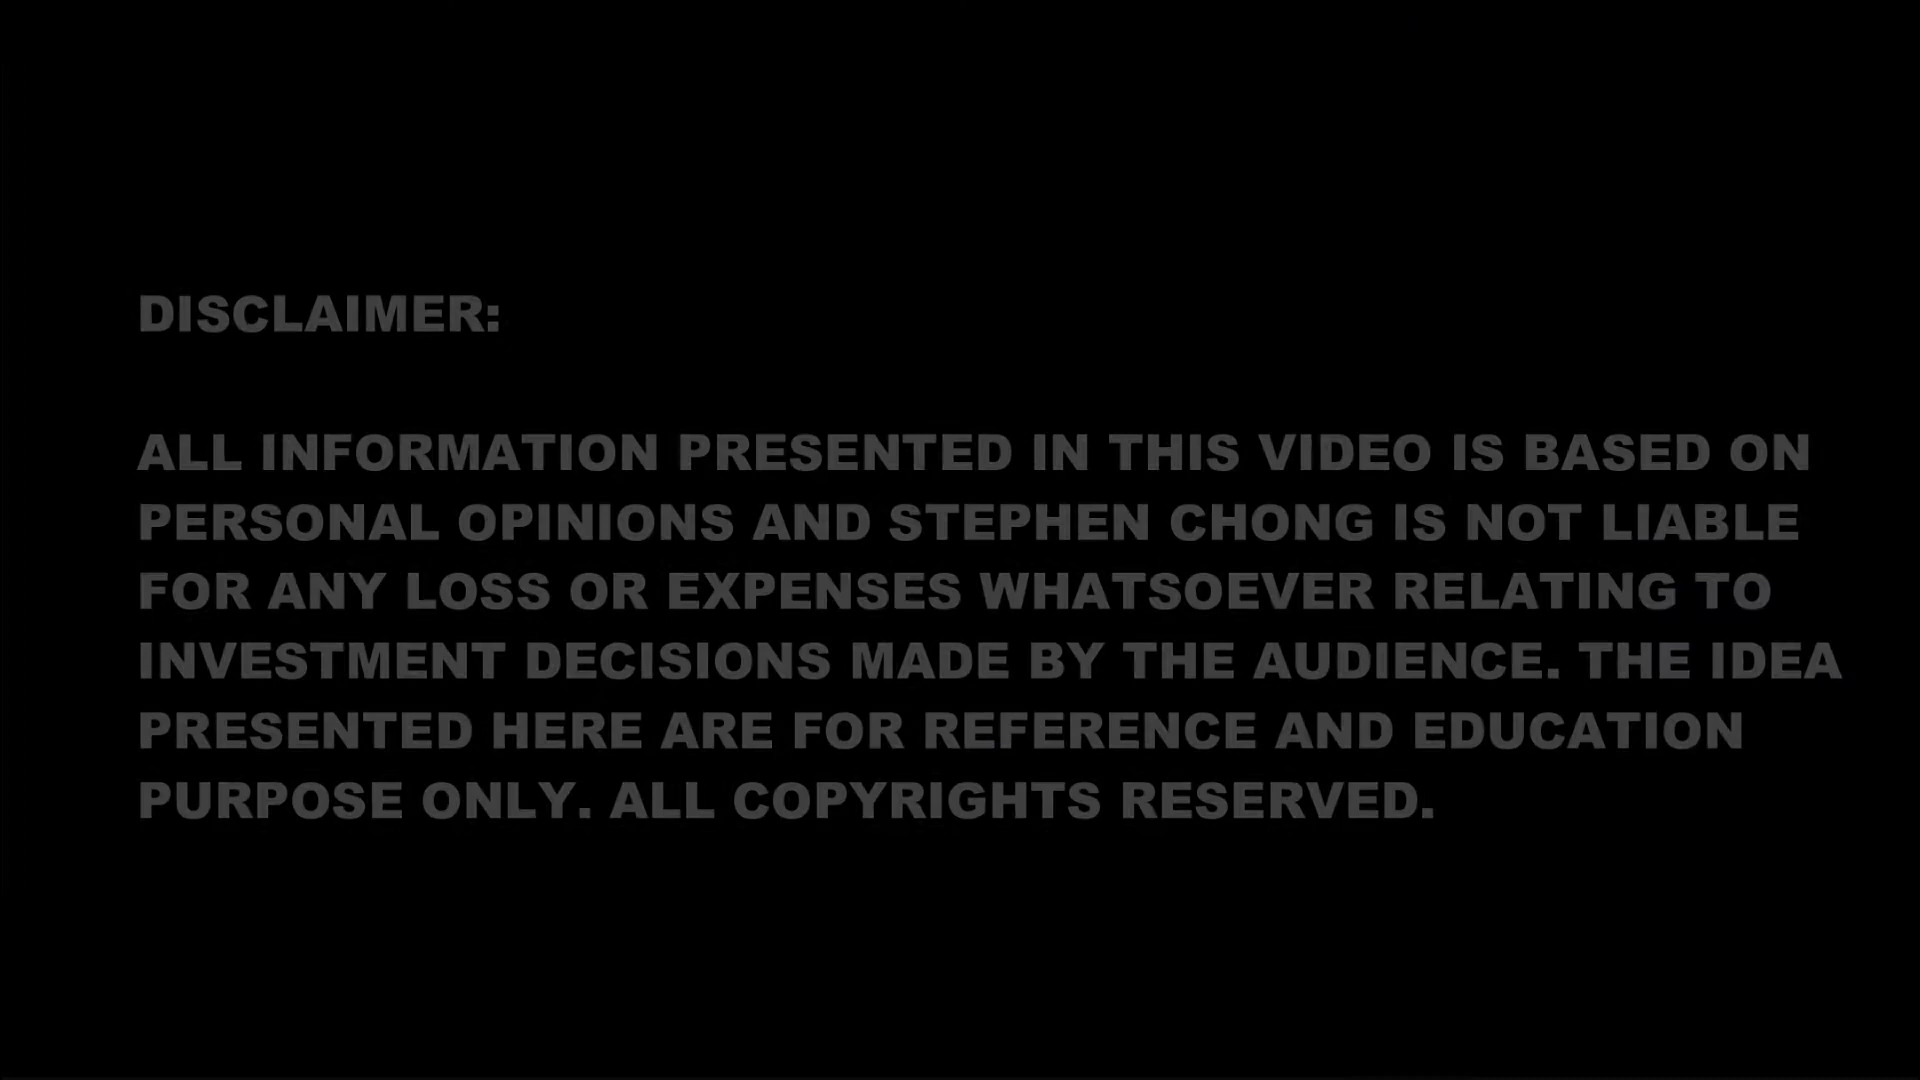 DISCLAIMER:
ALL INFORMATION PRESENTED IN THIS VIDEO IS BASED ON
PERSONAL OPINIONS AND STEPHEN CHONG IS NOT LIABLE
FOR ANY LOSS OR EXPENSES WHATSOEVER RELATING TO
INVESTMENT DECISIONS MADE BY THE AUDIENCE. THE IDEA
PRESENTED HERE ARE FOR REFERENCE AND EDUCATION
PURPOSE ONLY. ALL COPYRIGHTS RESERVED.